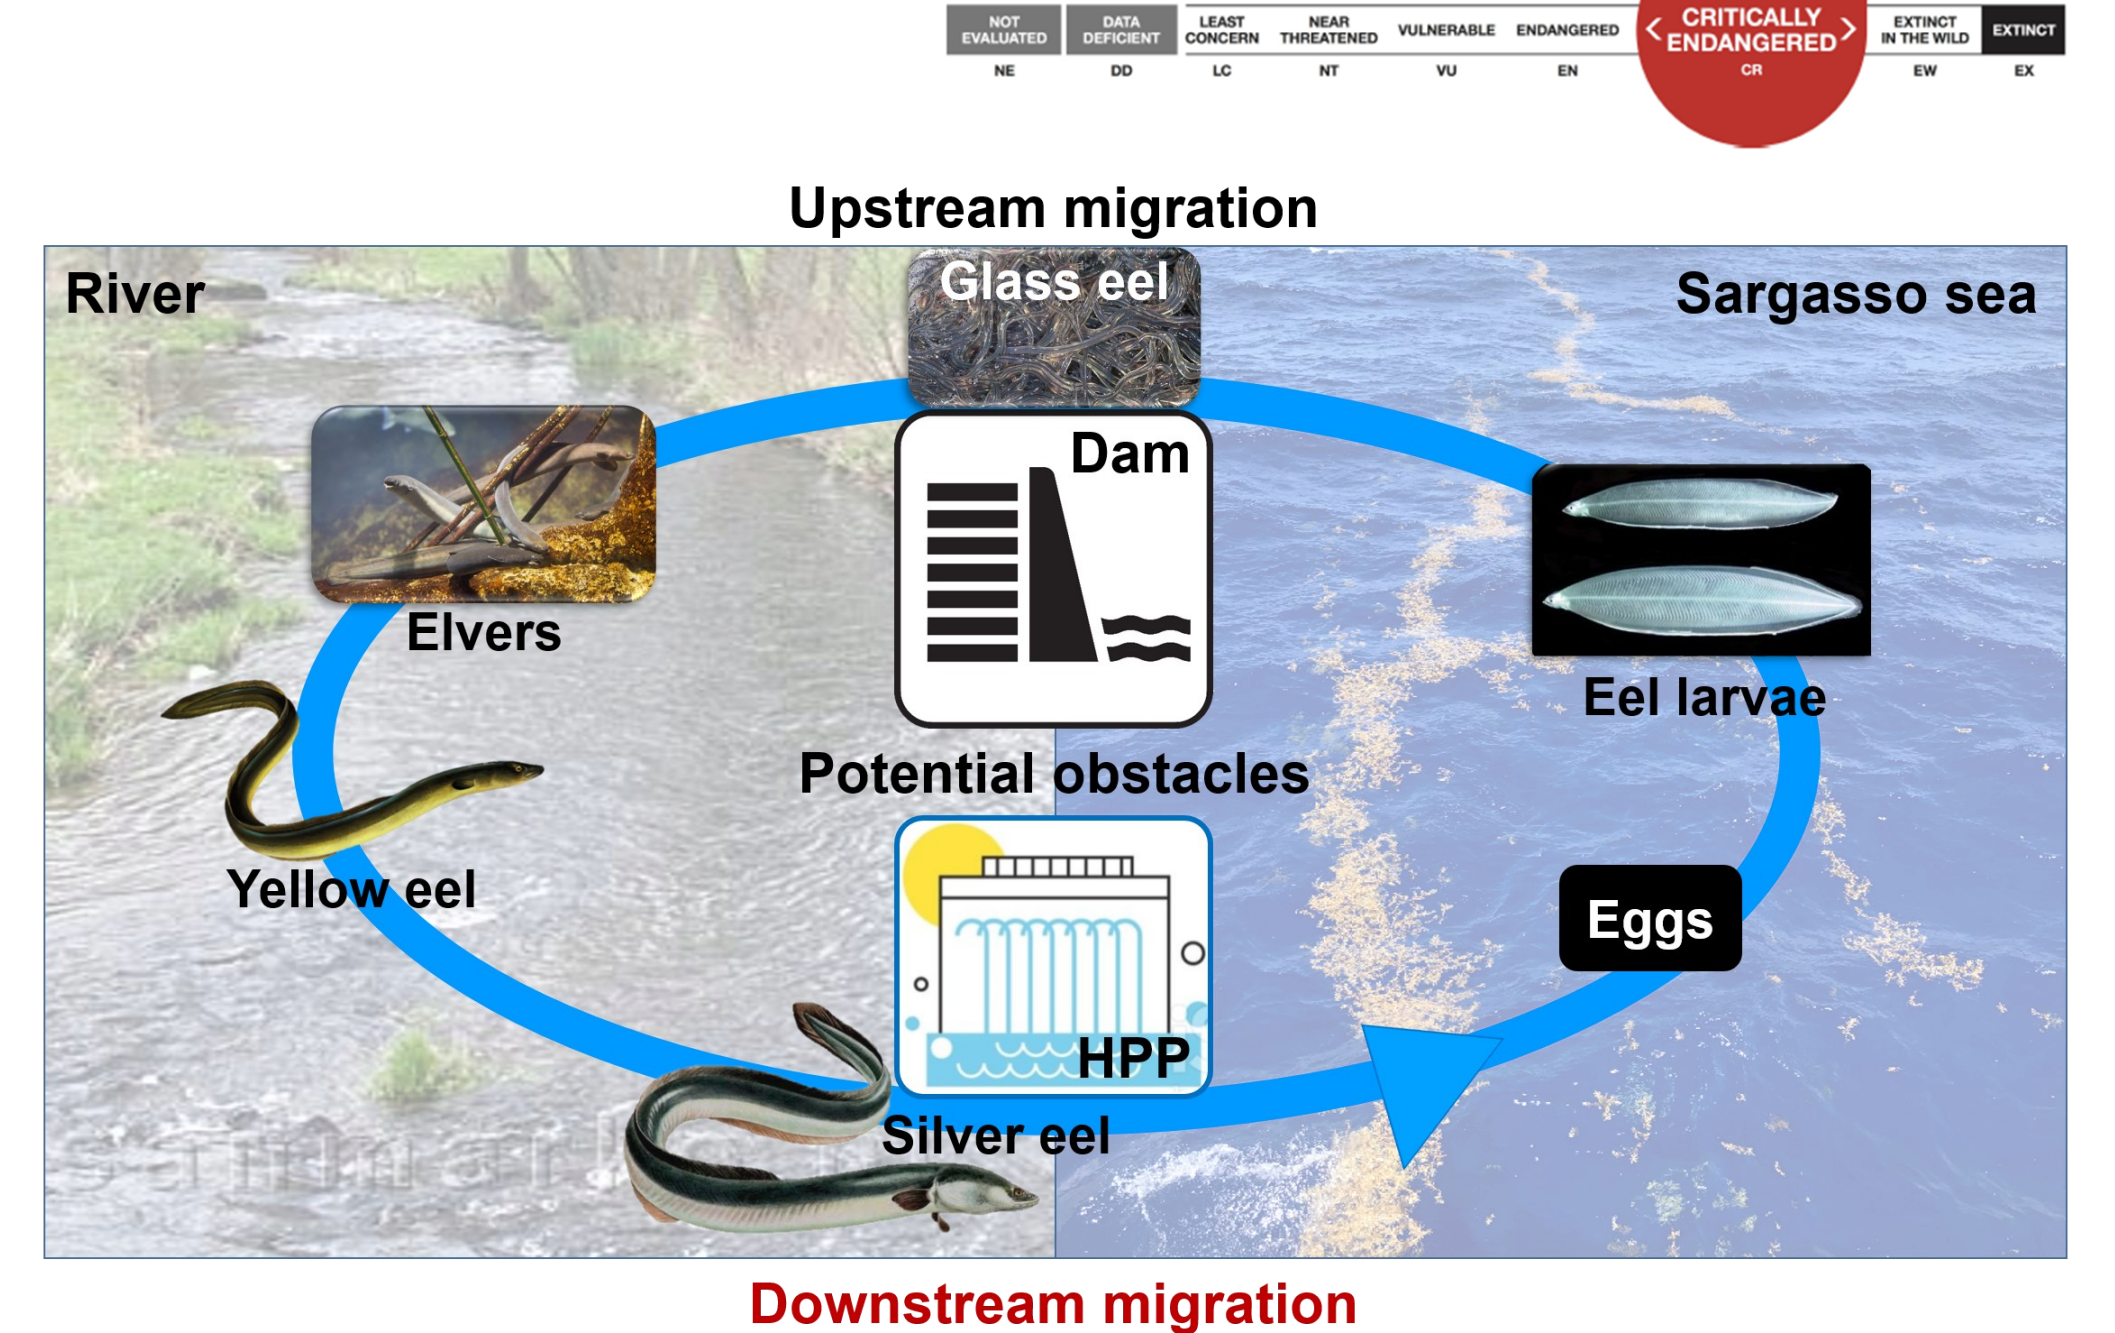 NOT EVALUATED
DATA DEFICIENT
LEAST CONCERN
NEAR THREATENED
VULNERABLE
ENDANGERED
< CRITICALLY ENDANGERED >
EXTINCT IN THE WILD
EXTINCT
NE
DD
LC
NT
VU
EN
CR
EW
EX
Upstream migration
River
Glass eel
Sargasso sea
Dam
Elvers
Eel larvae
Potential obstacles
Yellow eel
Eggs
HPP
Silver eel
Downstream migration